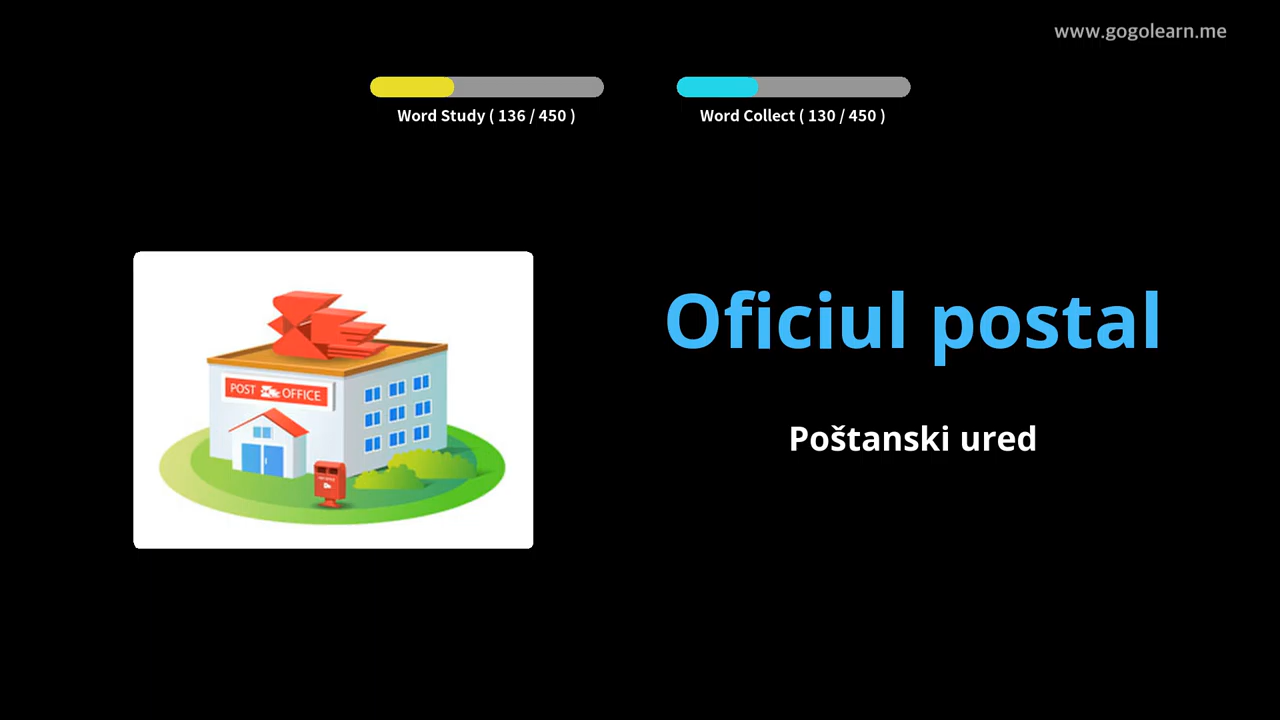 www.gogolearn.me
Word Study ( 136 / 450 )
Word Collect ( 130 / 450 )
POST OFFICE
Oficiul postal
Poštanski ured